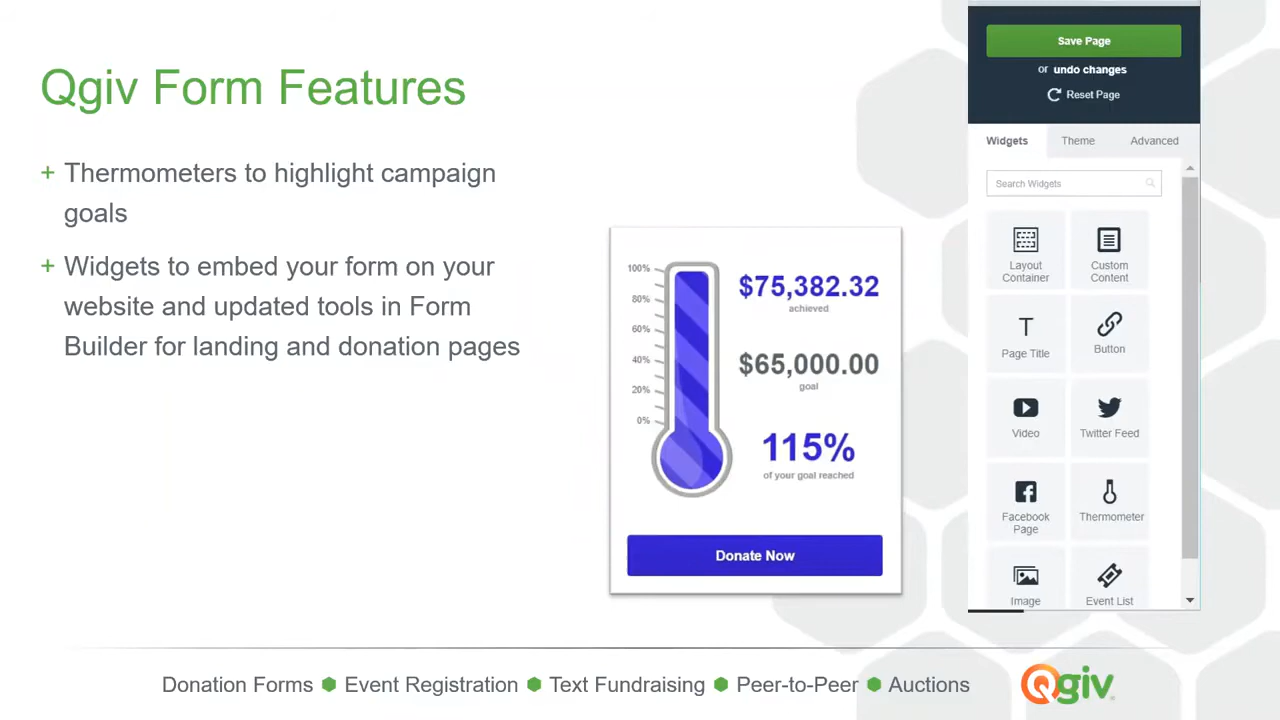 Qgiv Form Features
+ Thermometers to highlight campaign
goals
+ Widgets to embed your form on your
website and updated tools in Form
Builder for landing and donation pages
100%
80%
60%
40%
20%
0%
$75,382.32
achieved
$65,000.00
goal
115%
of your goal reached
Donate Now
Save Page
or undo changes
Reset Page
Widgets Theme Advanced
Search Widgets
Layout
Container
Custom
Content
T
Page Title
Button
Video
Twitter Feed
Facebook
Page
Thermometer
Image
Event List
Donation Forms Event Registration Text Fundraising Peer-to-Peer Auctions
Qgiv